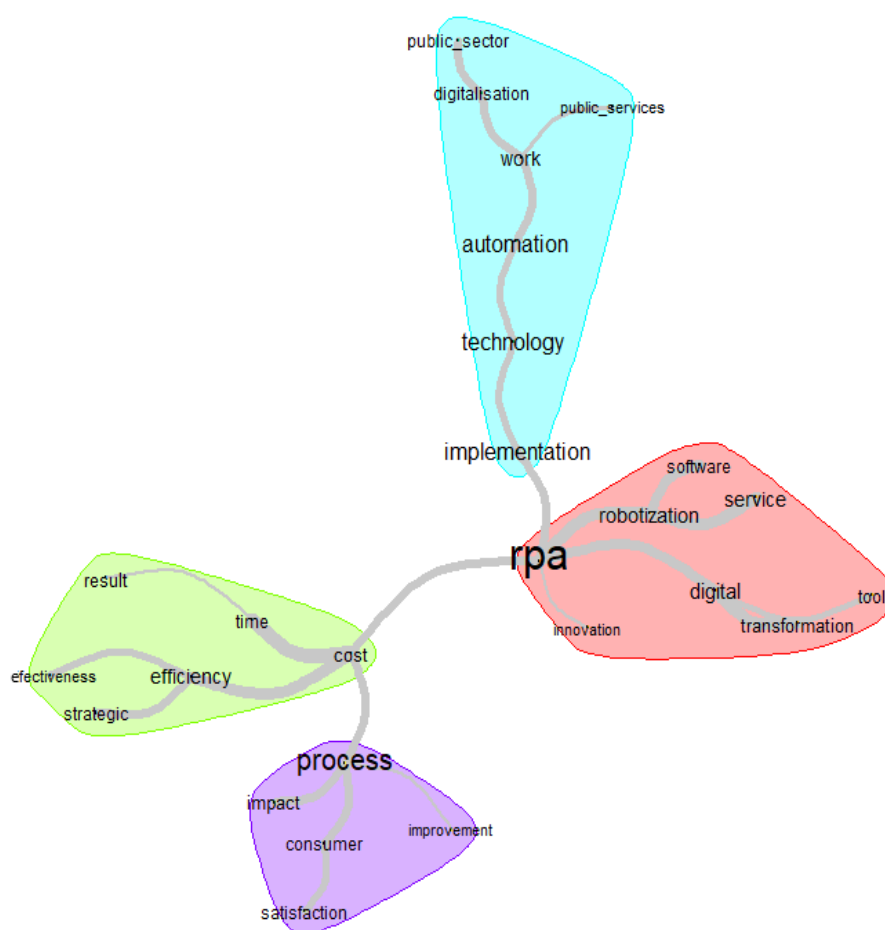 public_sector
digitalisation
public_services
work
automation
technology
implementation
software
service
robotization
rpa
digital
tool
transformation
innovation
result
time
cost
efficiency
efectiveness
strategic
process
impact
improvement
consumer
satisfaction